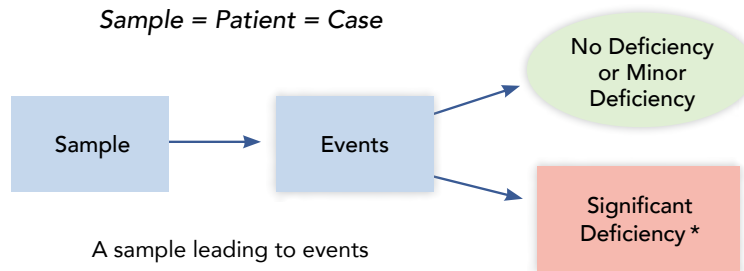 Sample = Patient = Case
No Deficiency
or Minor
Deficiency
Sample
Events
Significant
Deficiency *
A sample leading to events